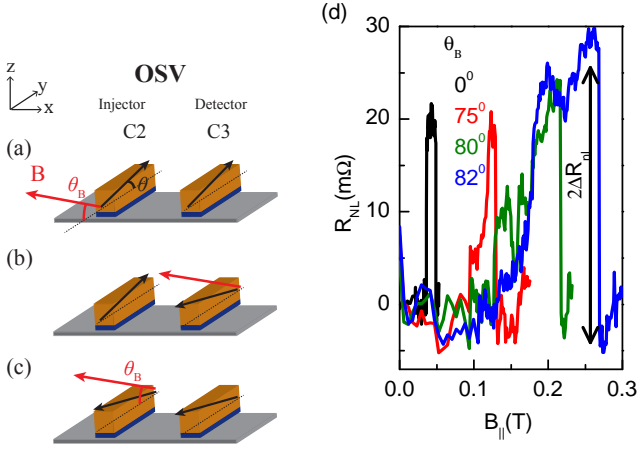 (d)
z
y
x
OSV
Injector
Detector
C2
C3
(a)
B
θB
θ
(b)
(c)
θB
30
20
10
0
RNL(mΩ)
θB
0⁰
75⁰
80⁰
82⁰
2ΔRnl
0.0
0.1
0.2
0.3
B||(T)